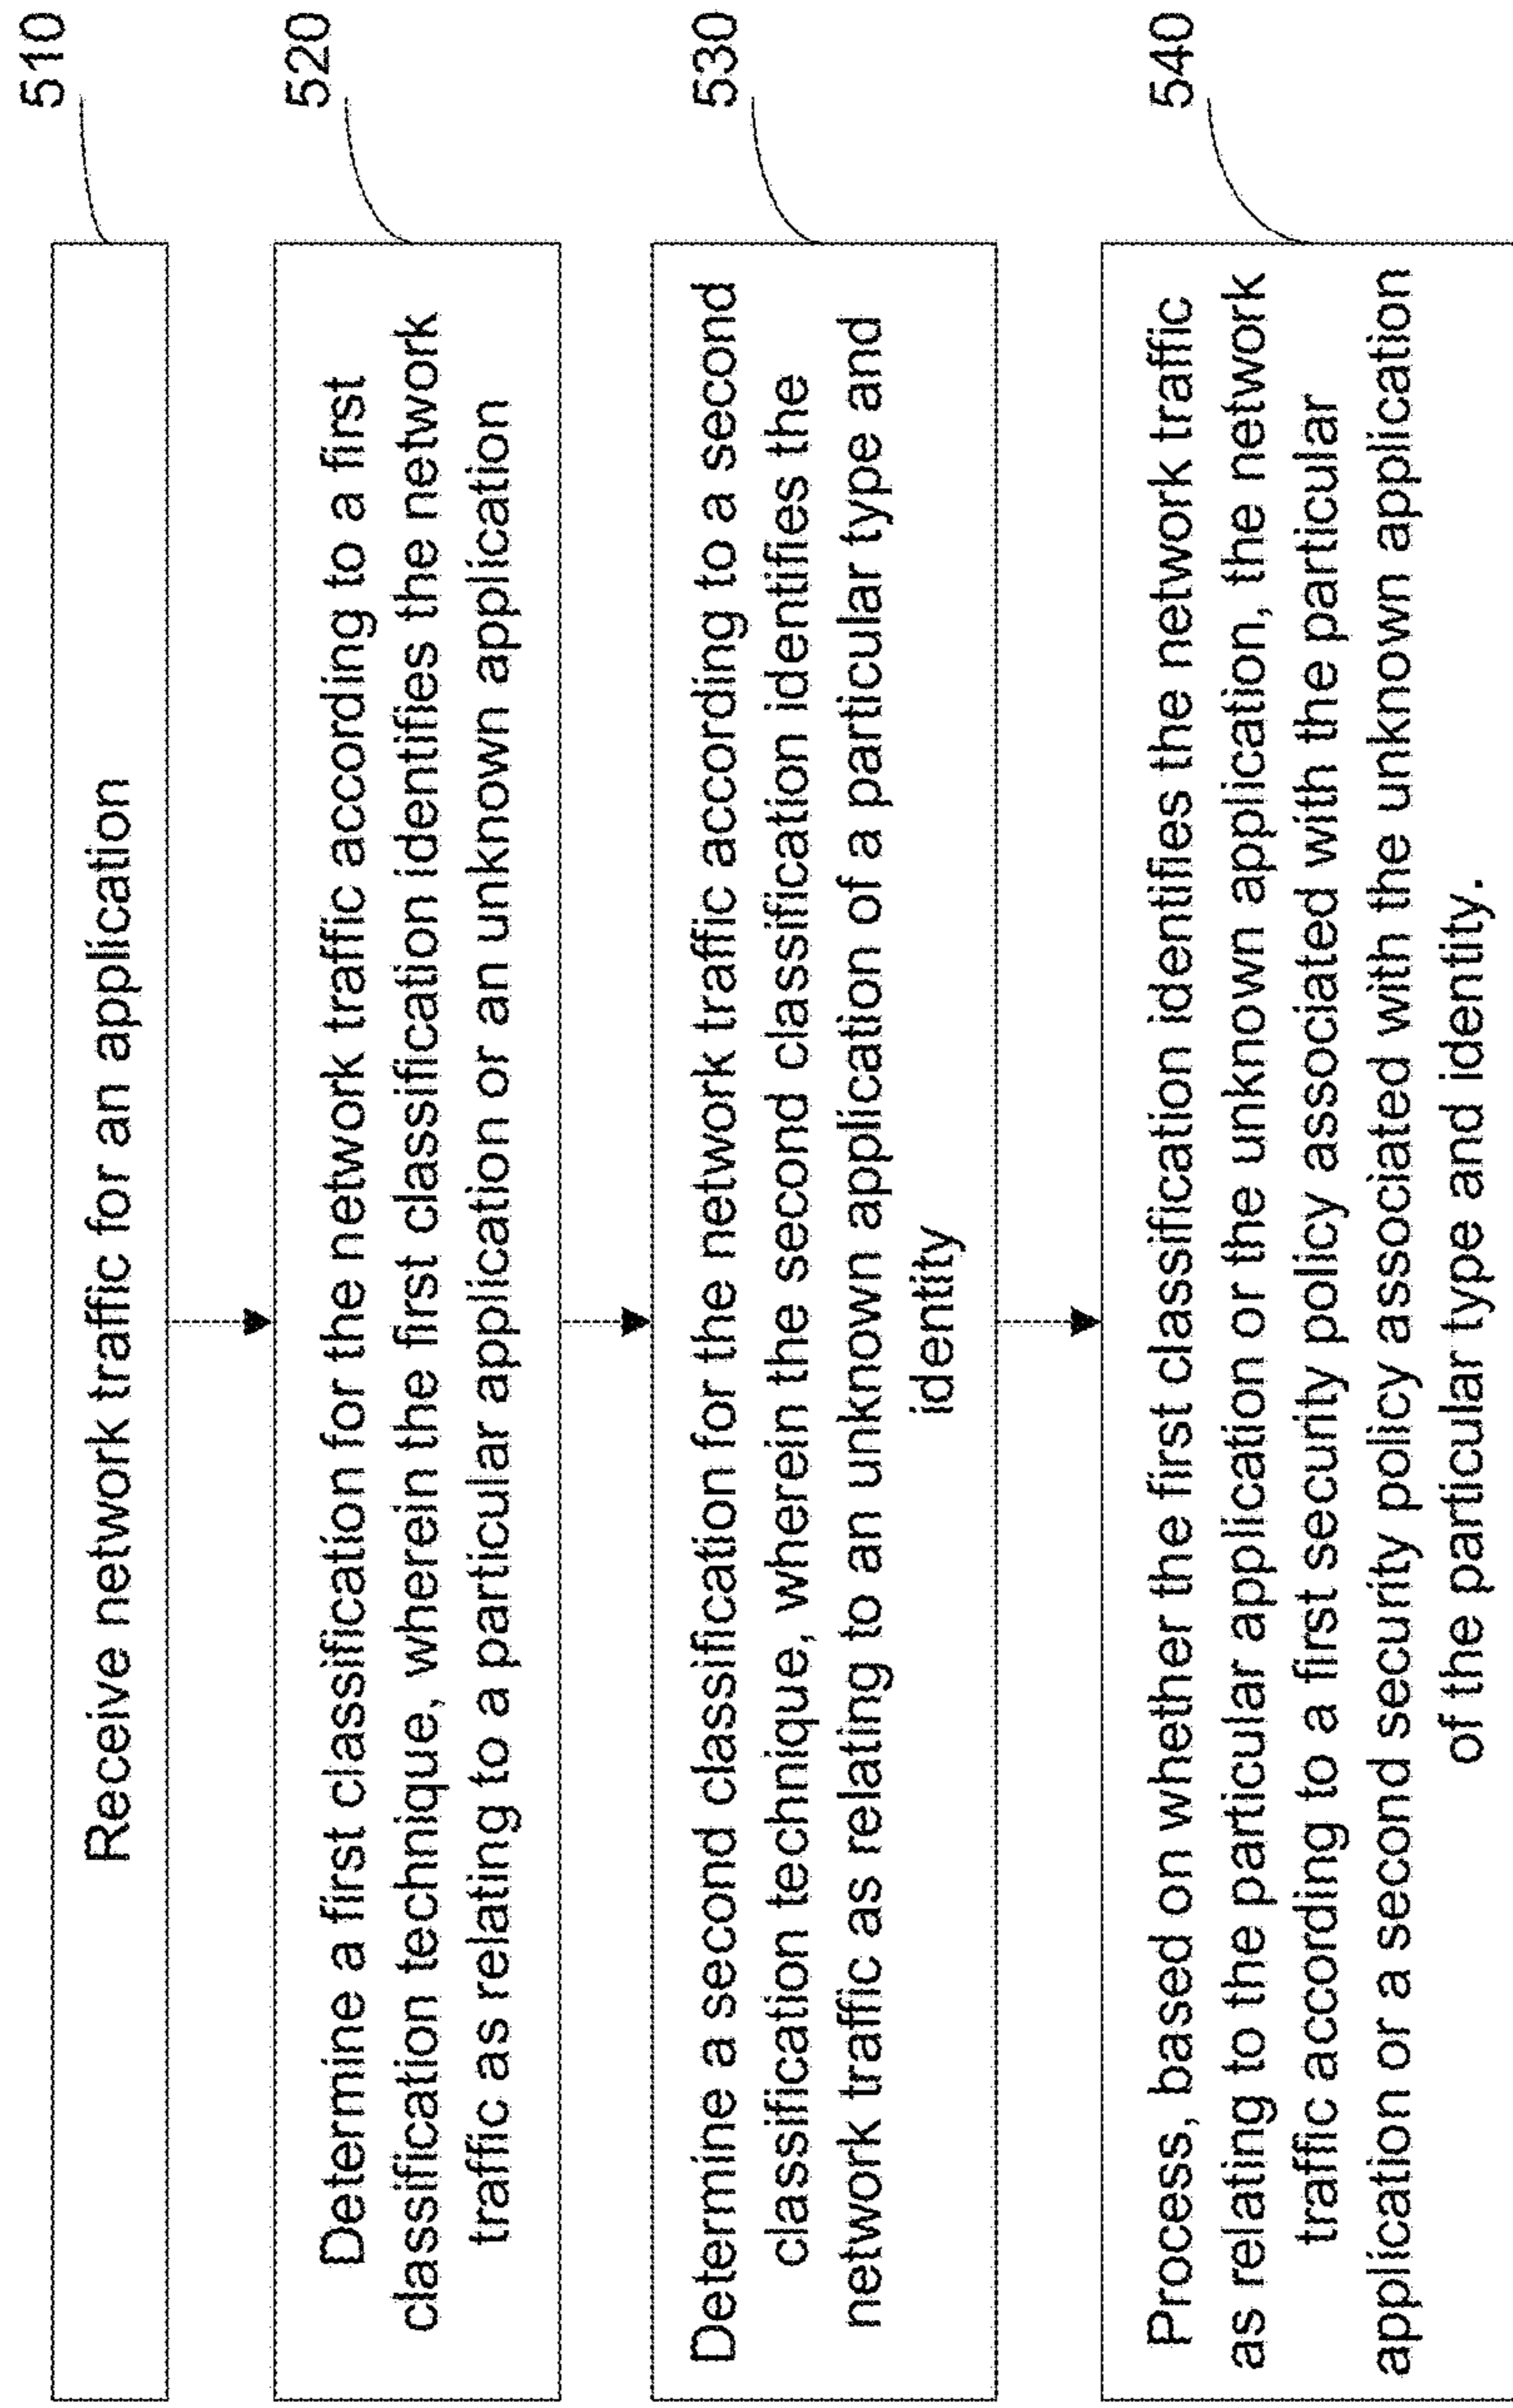 510
Receive network traffic for an application
520
Determine a first classification for the network traffic according to a first
classification technique, wherein the first classification identifies the network
traffic as relating to a particular application or an unknown application
530
Determine a second classification for the network traffic according to a second
classification technique, wherein the second classification identifies the
network traffic as relating to an unknown application of a particular type and
identity
540
Process, based on whether the first classification identifies the network traffic
as relating to the particular application or the unknown application, the network
traffic according to a first security policy associated with the particular
application or a second security policy associated with the unknown application
of the particular type and identity.